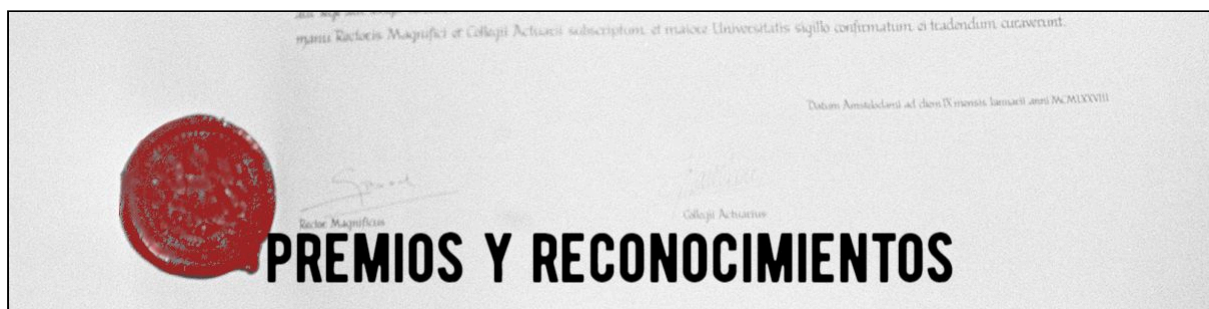 manu Rectoris Magnifici et Collegii Actuarii subscriptum et maiore Universitatis sigillo confirmatum ei tradendum curaverunt.
Datum Amstelodami ad diem IX mensis Ianuarii anni MCMLXXVIII
Rector Magnificus
Collegii Actuarius
PREMIOS Y RECONOCIMIENTOS